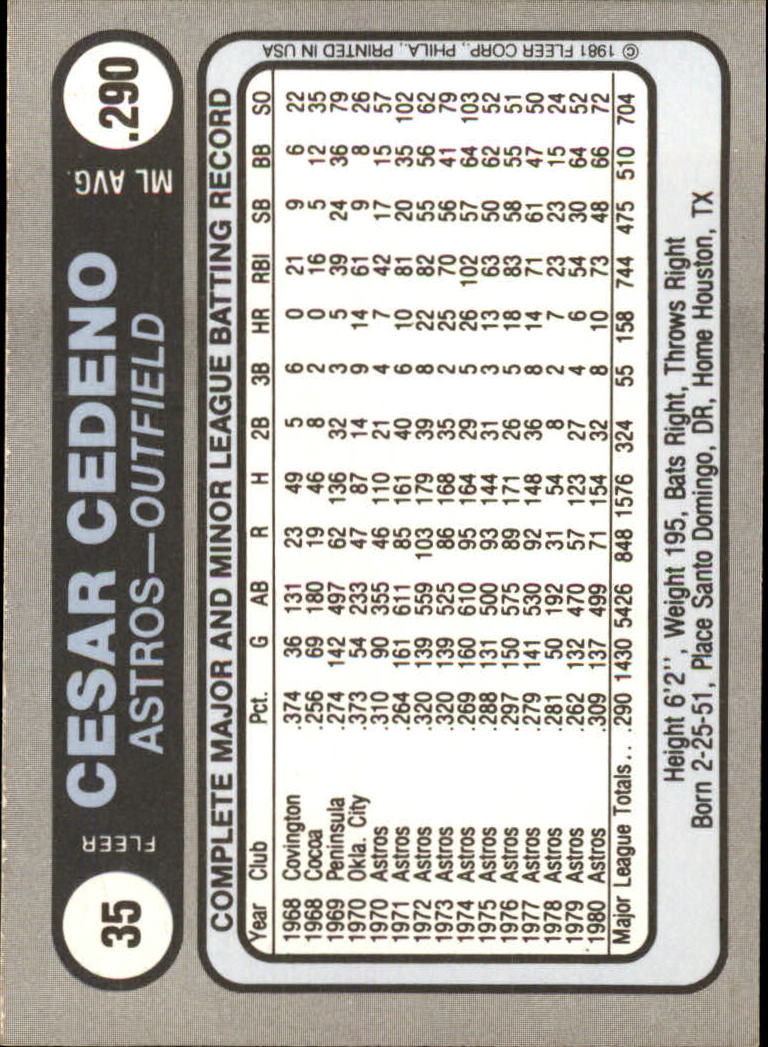 35
FLEER
CESAR CEDENO
ASTROS—OUTFIELD
ML AVG.
.290
COMPLETE MAJOR AND MINOR LEAGUE BATTING RECORD
Year Club Pct. G AB R H 2B 3B HR RBI SB BB SO
1968 Covington .374 36 131 23 49 5 6 0 21 9 6 22
1968 Cocoa .256 69 180 19 46 8 2 0 16 5 12 35
1969 Peninsula .274 142 497 62 136 32 3 5 39 24 36 79
1970 Okla. City .373 54 233 47 87 14 9 14 61 9 8 26
1970 Astros .310 90 355 46 110 21 4 7 42 17 15 57
1971 Astros .264 161 611 85 161 40 6 10 81 20 35 102
1972 Astros .320 139 559 103 179 39 8 22 82 55 56 62
1973 Astros .320 139 525 86 168 35 2 25 70 56 41 79
1974 Astros .269 160 610 95 164 29 5 26 102 57 64 103
1975 Astros .288 131 500 93 144 31 3 13 63 50 62 52
1976 Astros .297 150 575 89 171 26 5 18 83 58 55 51
1977 Astros .279 141 530 92 148 36 8 14 71 61 47 50
1978 Astros .281 50 192 31 54 8 2 7 23 23 15 24
1979 Astros .262 132 470 57 123 27 4 6 54 30 64 52
1980 Astros .309 137 499 71 154 32 8 10 73 48 66 72
Major League Totals... .290 1430 5426 848 1576 324 55 158 744 475 510 704
Height 6'2", Weight 195, Bats Right, Throws Right
Born 2-25-51, Place Santo Domingo, DR, Home Houston, TX
© 1981 FLEER CORP., PHILA., PRINTED IN USA